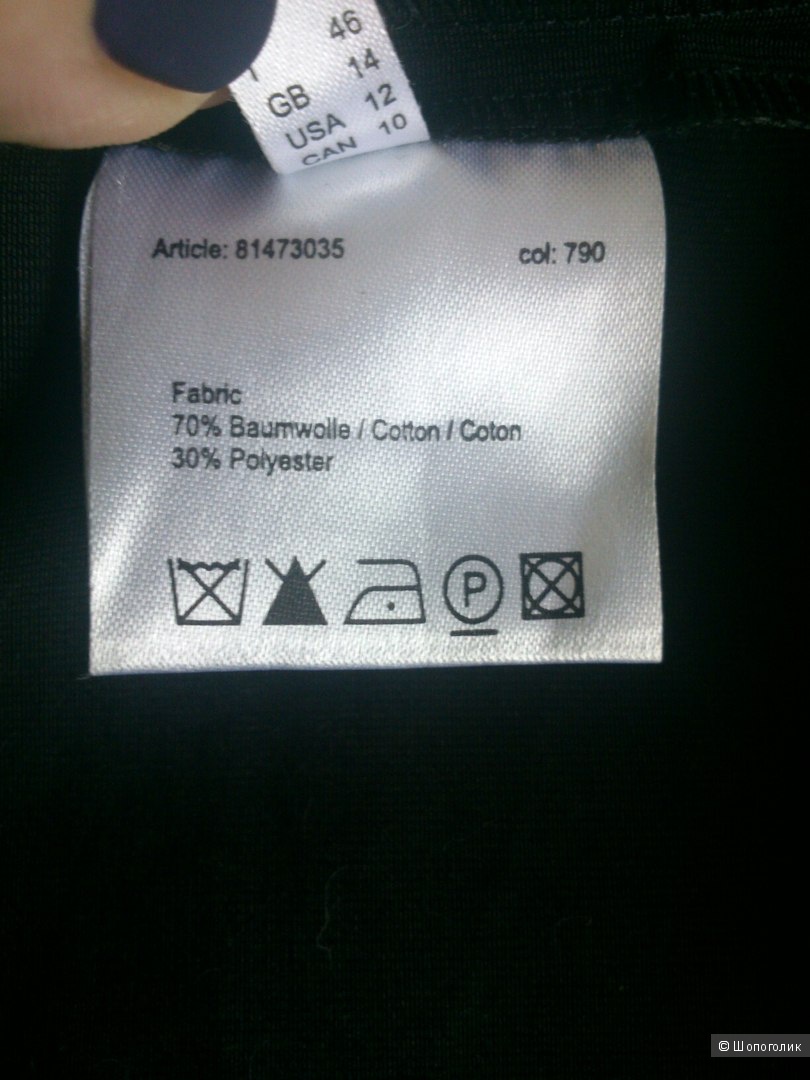 46
GB 14
USA 12
CAN 10
Article: 81473035 col: 790
Fabric
70% Baumwolle / Cotton / Coton
30% Polyester
P
© Шопоголик